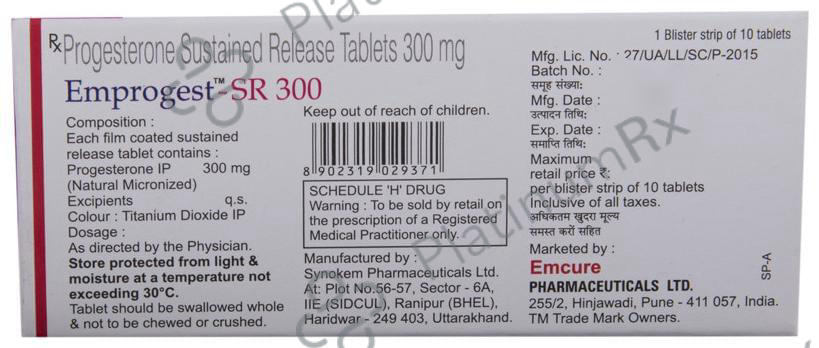 Rx Progesterone Sustained Release Tablets 300 mg
Emprogest™-SR 300
Composition :
Each film coated sustained
release tablet contains :
Progesterone IP 300 mg
(Natural Micronized)
Excipients q.s.
Colour : Titanium Dioxide IP
Dosage :
As directed by the Physician.
Store protected from light &
moisture at a temperature not
exceeding 30°C.
Tablet should be swallowed whole
& not to be chewed or crushed.
Keep out of reach of children.
8 902319 029371
SCHEDULE 'H' DRUG
Warning : To be sold by retail on
the prescription of a Registered
Medical Practitioner only.
Manufactured by :
Synokem Pharmaceuticals Ltd.
At: Plot No.56-57, Sector - 6A,
IIE (SIDCUL), Ranipur (BHEL),
Haridwar - 249 403, Uttarakhand.
1 Blister strip of 10 tablets
Mfg. Lic. No. : 27/UA/LL/SC/P-2015
Batch No. :
समूह संख्या:
Mfg. Date :
उत्पादन तिथि:
Exp. Date :
समाप्ति तिथि:
Maximum
retail price ₹:
per blister strip of 10 tablets
Inclusive of all taxes.
अधिकतम खुदरा मूल्य
समस्त करों सहित
Marketed by :
Emcure
PHARMACEUTICALS LTD.
255/2, Hinjawadi, Pune - 411 057, India.
TM Trade Mark Owners.
SP-A
PlatinumRx